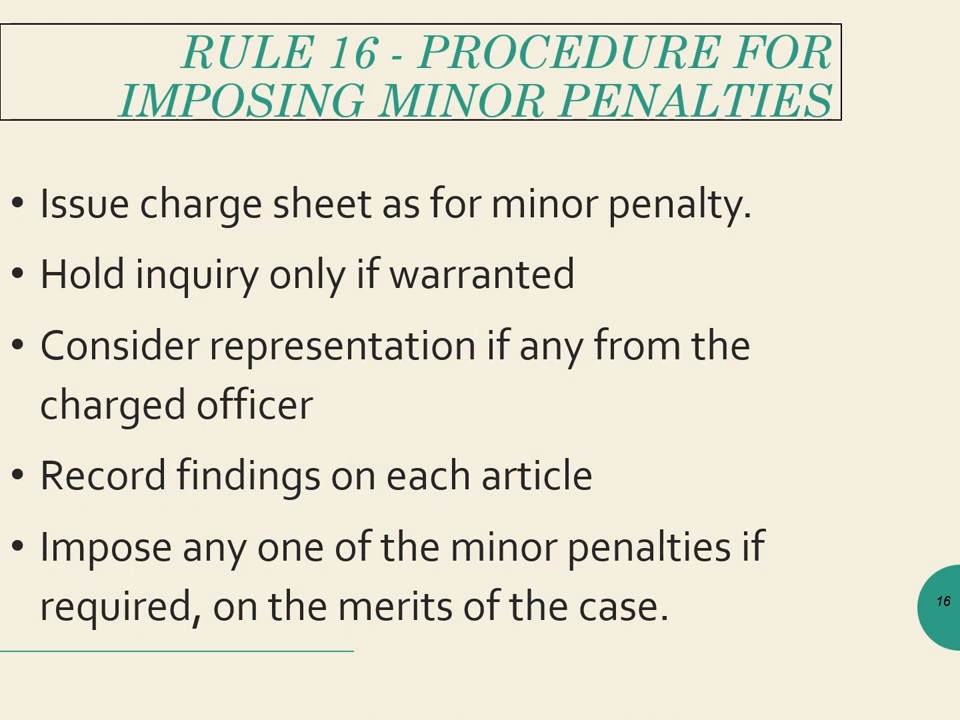 RULE 16 - PROCEDURE FOR
IMPOSING MINOR PENALTIES
• Issue charge sheet as for minor penalty.
• Hold inquiry only if warranted
• Consider representation if any from the
charged officer
• Record findings on each article
• Impose any one of the minor penalties if
required, on the merits of the case.
16